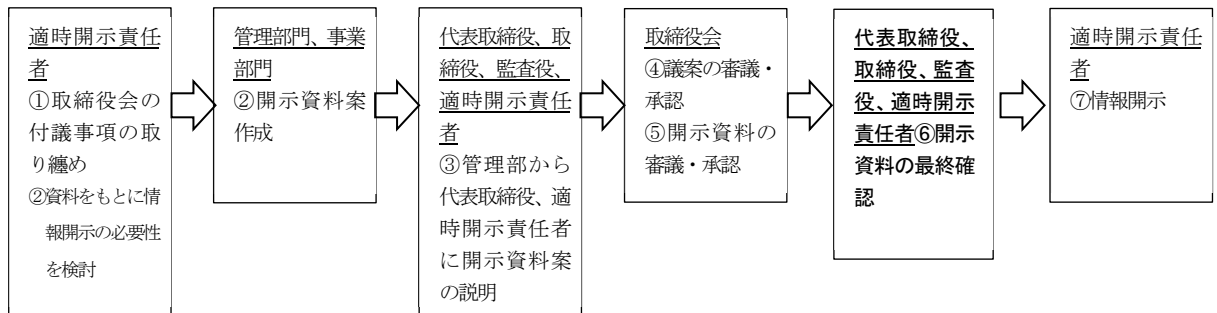 適時開示責任
者
①取締役会の
付議事項の取
り纏め
②資料をもとに情
報開示の必要性
を検討
管理部門、事業
部門
②開示資料案
作成
代表取締役、取
締役、監査役、
適時開示責任
者
③管理部から
代表取締役、適
時開示責任者
に開示資料案
の説明
取締役会
④議案の審議・
承認
⑤開示資料の
審議・承認
代表取締役、
取締役、監査
役、適時開示
責任者⑥開示
資料の最終確
認
適時開示責任
者
⑦情報開示